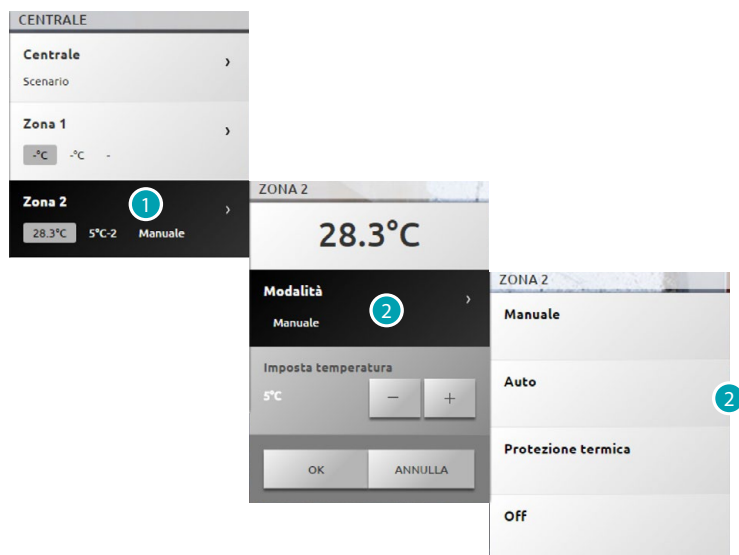 CENTRALE
Centrale
Scenario
Zona 1
-°C -°C -
Zona 2
1
28.3°C 5°C-2 Manuale
ZONA 2
28.3°C
Modalità
2
Manuale
Imposta temperatura
5°C − +
OK ANNULLA
ZONA 2
Manuale
Auto
2
Protezione termica
Off